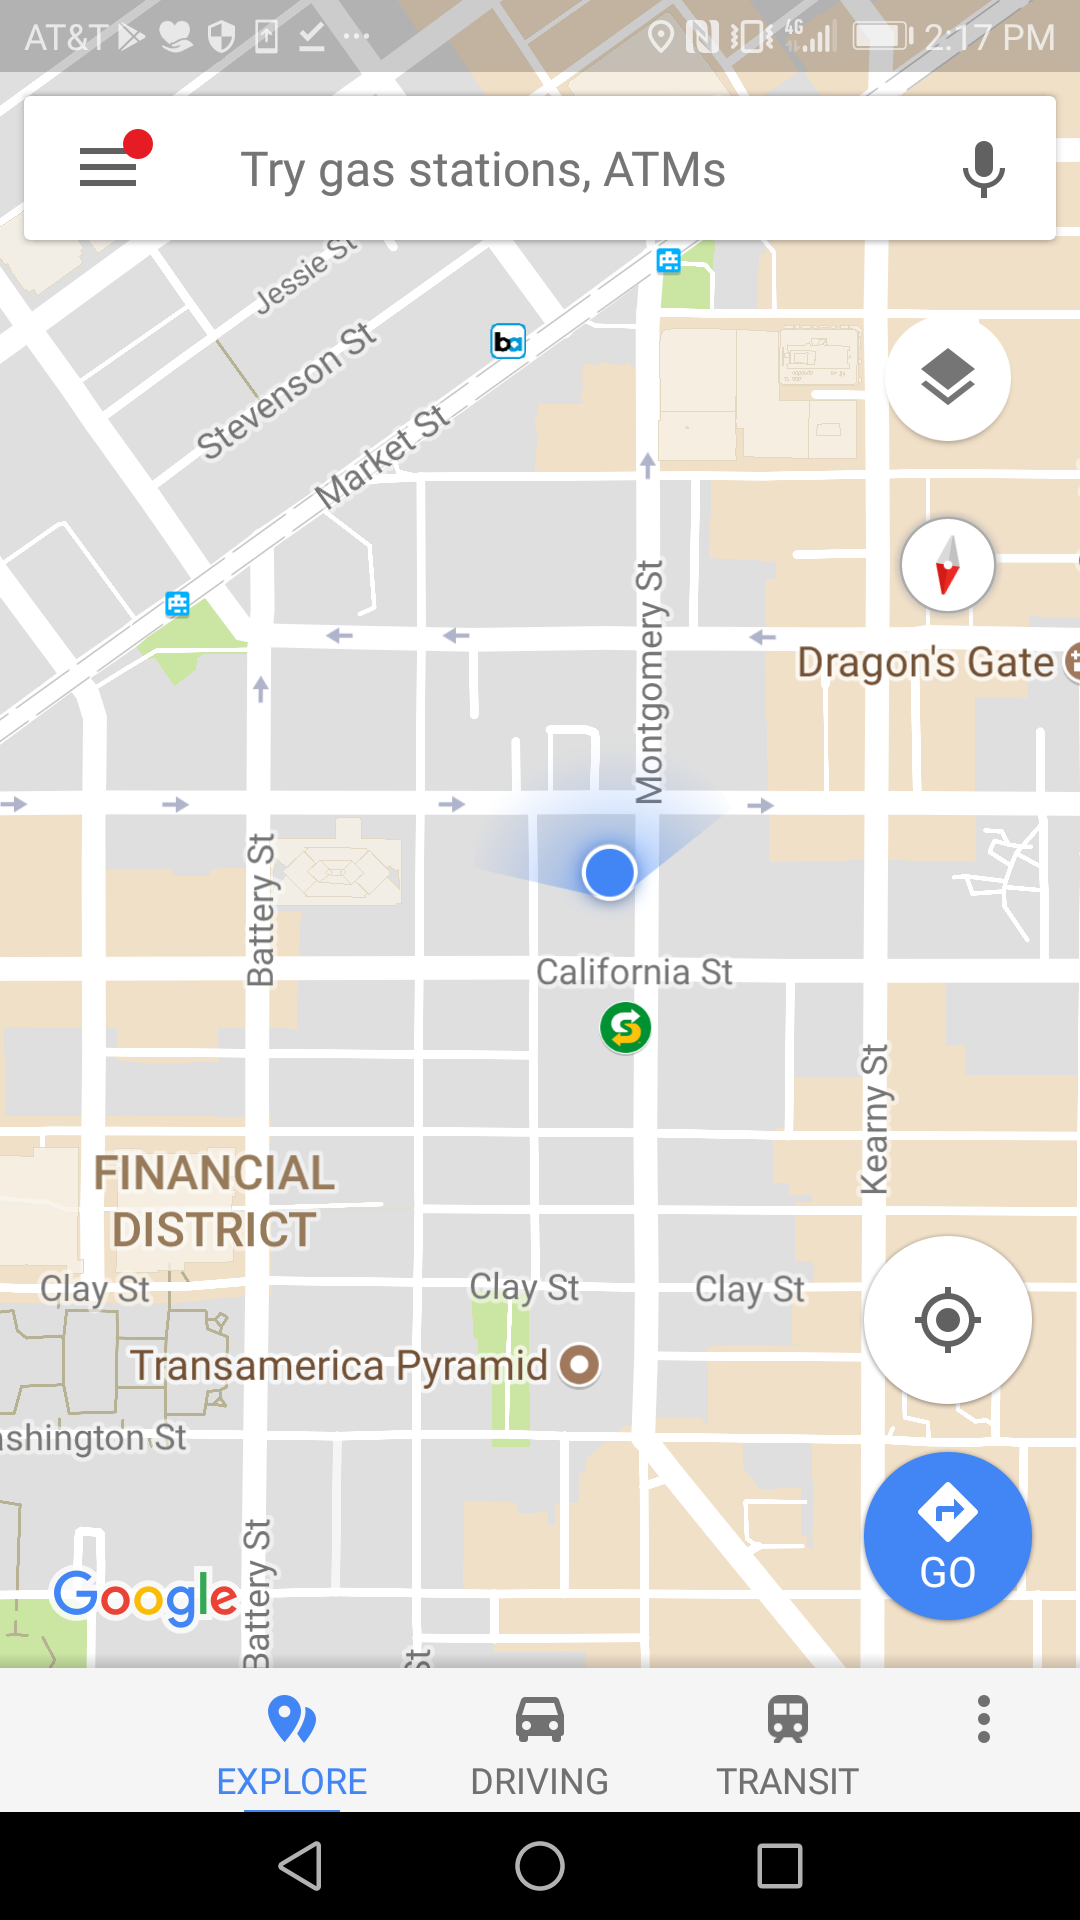 AT&T
4G
2:17 PM
Try gas stations, ATMs
Jessie St
Stevenson St
ba
Market St
Montgomery St
Dragon's Gate
Battery St
California St
S
Kearny St
FINANCIAL
DISTRICT
Clay St
Clay St
Clay St
Transamerica Pyramid
ashington St
Battery St
St
Google
GO
EXPLORE
DRIVING
TRANSIT